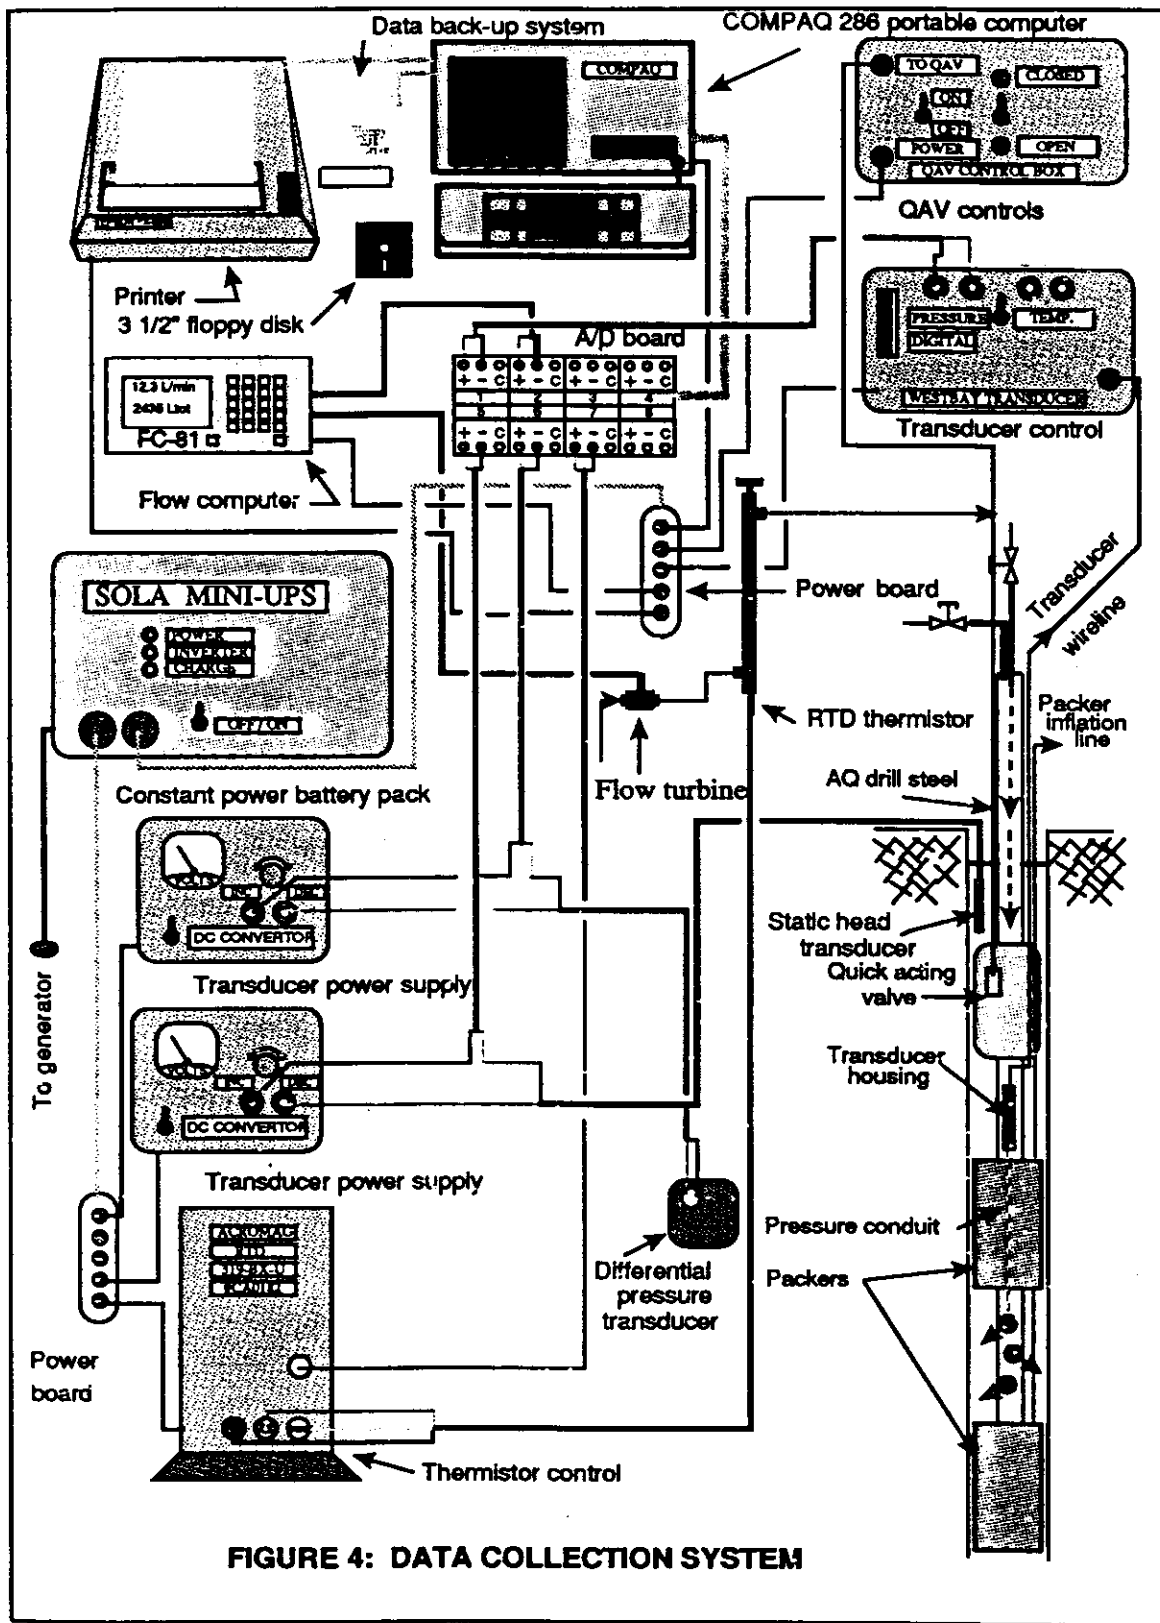 Data back-up system
COMPAQ 286 portable computer
COMPAQ
TO QAV
CLOSED
ON
OFF
POWER
OPEN
QAV CONTROL BOX
QAV controls
Printer
3 1/2" floppy disk
A/D board
PRESSURE
TEMP.
DIGITAL
WESTBAY TRANSDUCER
Transducer control
+ - C + - C + - C + - C
1 2 3 4
5 6 7 8
+ - C + - C + - C + - C
12.3 L/min
FC-81
Flow computer
SOLA MINI-UPS
POWER
INVERTER
CHARGE
OFF/ON
Constant power battery pack
Power board
Transducer
wireline
RTD thermistor
Flow turbine
Packer
inflation
line
AQ drill steel
VOLTS
INC
DEC
DC CONVERTOR
Transducer power supply
Static head
transducer
Quick acting
valve
To generator
Transducer
housing
VOLTS
INC
DEC
DC CONVERTOR
Transducer power supply
ACROMAG
RTD
Pressure conduit
Packers
Differential
pressure
transducer
Power
board
Thermistor control
FIGURE 4: DATA COLLECTION SYSTEM